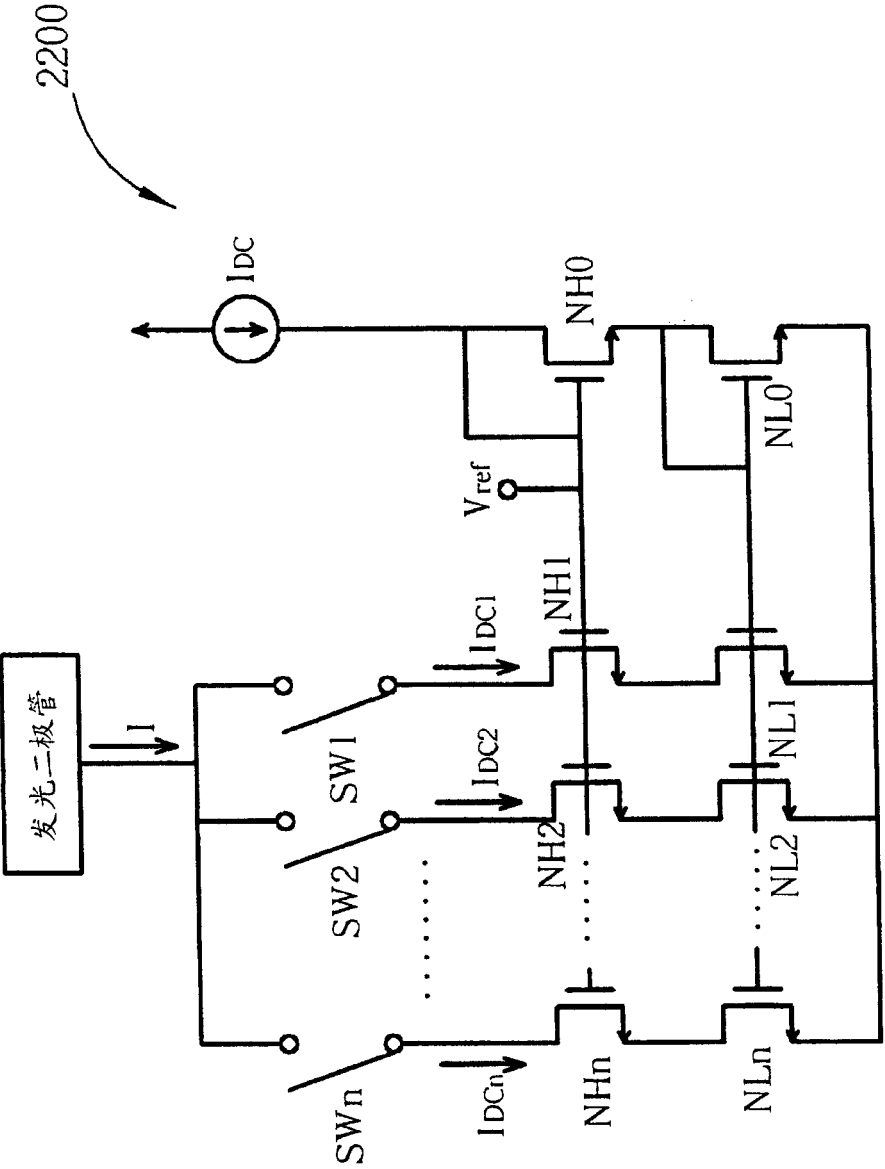 2200
IDC
NH0
NL0
Vref
NH1
IDC1
NL1
I
发光二极管
SW1
IDC2
NH2
NL2
SW2
IDCn
NHn
NLn
SWn